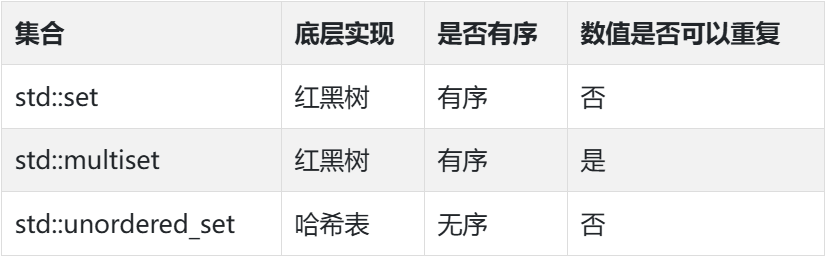 集合 底层实现 是否有序 数值是否可以重复
std::set 红黑树 有序 否
std::multiset 红黑树 有序 是
std::unordered_set 哈希表 无序 否